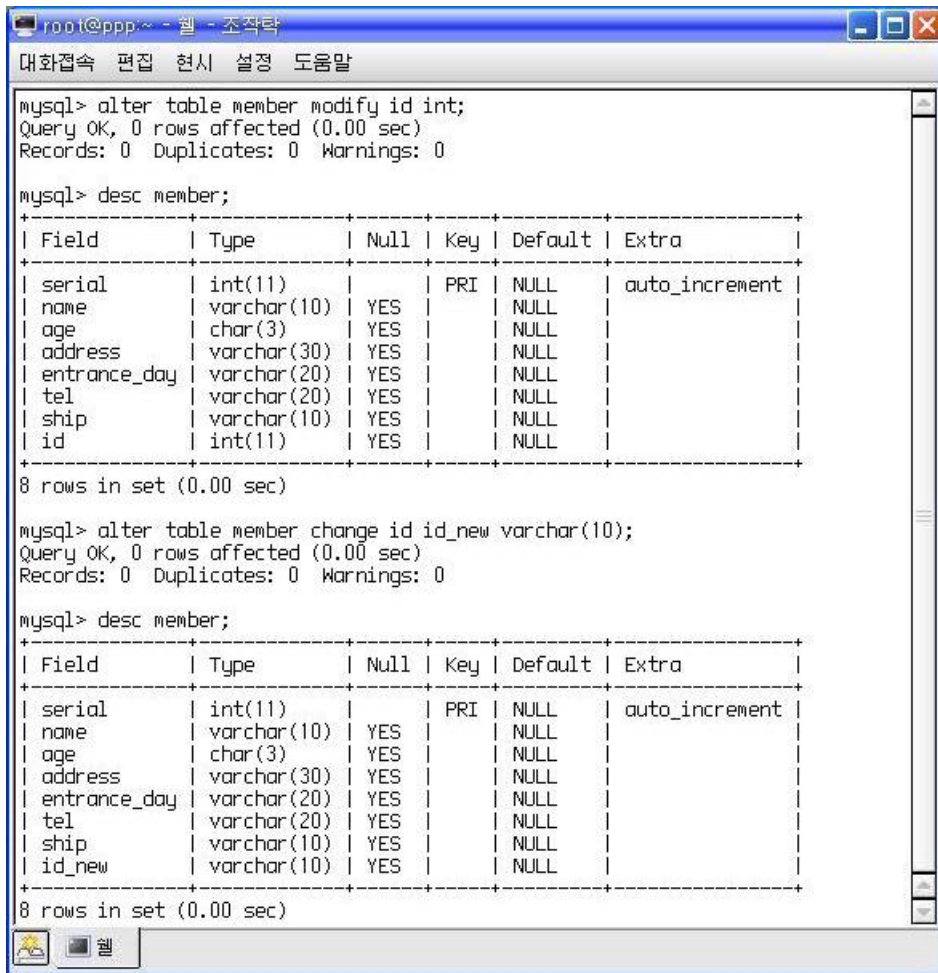 root@ppp:~ - 웰 - 조작탁
대화접속 편집 현시 설정 도움말
mysql> alter table member modify id int;
Query OK, 0 rows affected (0.00 sec)
Records: 0  Duplicates: 0  Warnings: 0
mysql> desc member;
+--------------+-------------+------+-----+---------+----------------+
| Field        | Type        | Null | Key | Default | Extra          |
+--------------+-------------+------+-----+---------+----------------+
| serial       | int(11)     |      | PRI | NULL    | auto_increment |
| name         | varchar(10) | YES  |     | NULL    |                |
| age          | char(3)     | YES  |     | NULL    |                |
| address      | varchar(30) | YES  |     | NULL    |                |
| entrance_day | varchar(20) | YES  |     | NULL    |                |
| tel          | varchar(20) | YES  |     | NULL    |                |
| ship         | varchar(10) | YES  |     | NULL    |                |
| id           | int(11)     | YES  |     | NULL    |                |
+--------------+-------------+------+-----+---------+----------------+
8 rows in set (0.00 sec)
mysql> alter table member change id id_new varchar(10);
Query OK, 0 rows affected (0.00 sec)
Records: 0  Duplicates: 0  Warnings: 0
mysql> desc member;
+--------------+-------------+------+-----+---------+----------------+
| Field        | Type        | Null | Key | Default | Extra          |
+--------------+-------------+------+-----+---------+----------------+
| serial       | int(11)     |      | PRI | NULL    | auto_increment |
| name         | varchar(10) | YES  |     | NULL    |                |
| age          | char(3)     | YES  |     | NULL    |                |
| address      | varchar(30) | YES  |     | NULL    |                |
| entrance_day | varchar(20) | YES  |     | NULL    |                |
| tel          | varchar(20) | YES  |     | NULL    |                |
| ship         | varchar(10) | YES  |     | NULL    |                |
| id_new       | varchar(10) | YES  |     | NULL    |                |
+--------------+-------------+------+-----+---------+----------------+
8 rows in set (0.00 sec)
웰